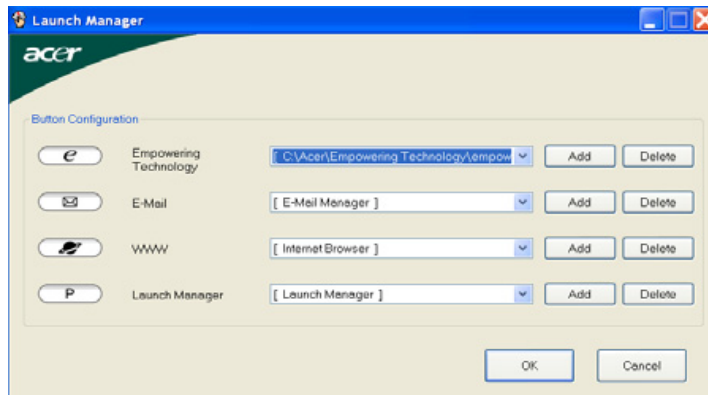 Launch Manager
acer
Button Configuration
e
Empowering
Technology
[ C:\Acer\Empowering Technology\empow
Add
Delete
E-Mail
[ E-Mail Manager ]
Add
Delete
WWW
[ Internet Browser ]
Add
Delete
P
Launch Manager
[ Launch Manager ]
Add
Delete
OK
Cancel